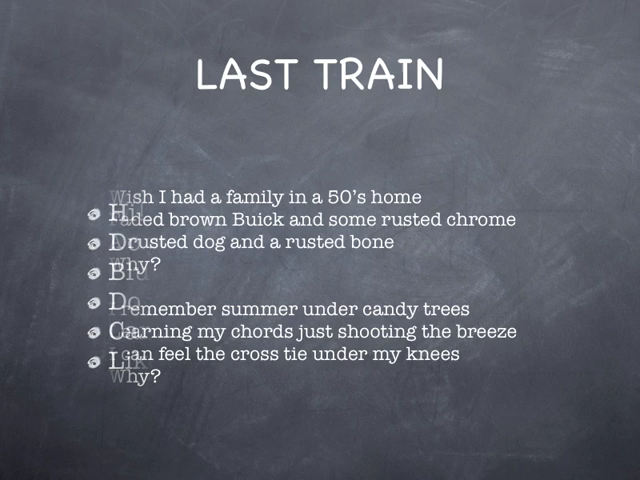 LAST TRAIN
Wish I had a family in a 50's home
Faded brown Buick and some rusted chrome
rusted dog and a rusted bone
Why?
I remember summer under candy trees
Learning my chords just shooting the breeze
I can feel the cross tie under my knees
Why?